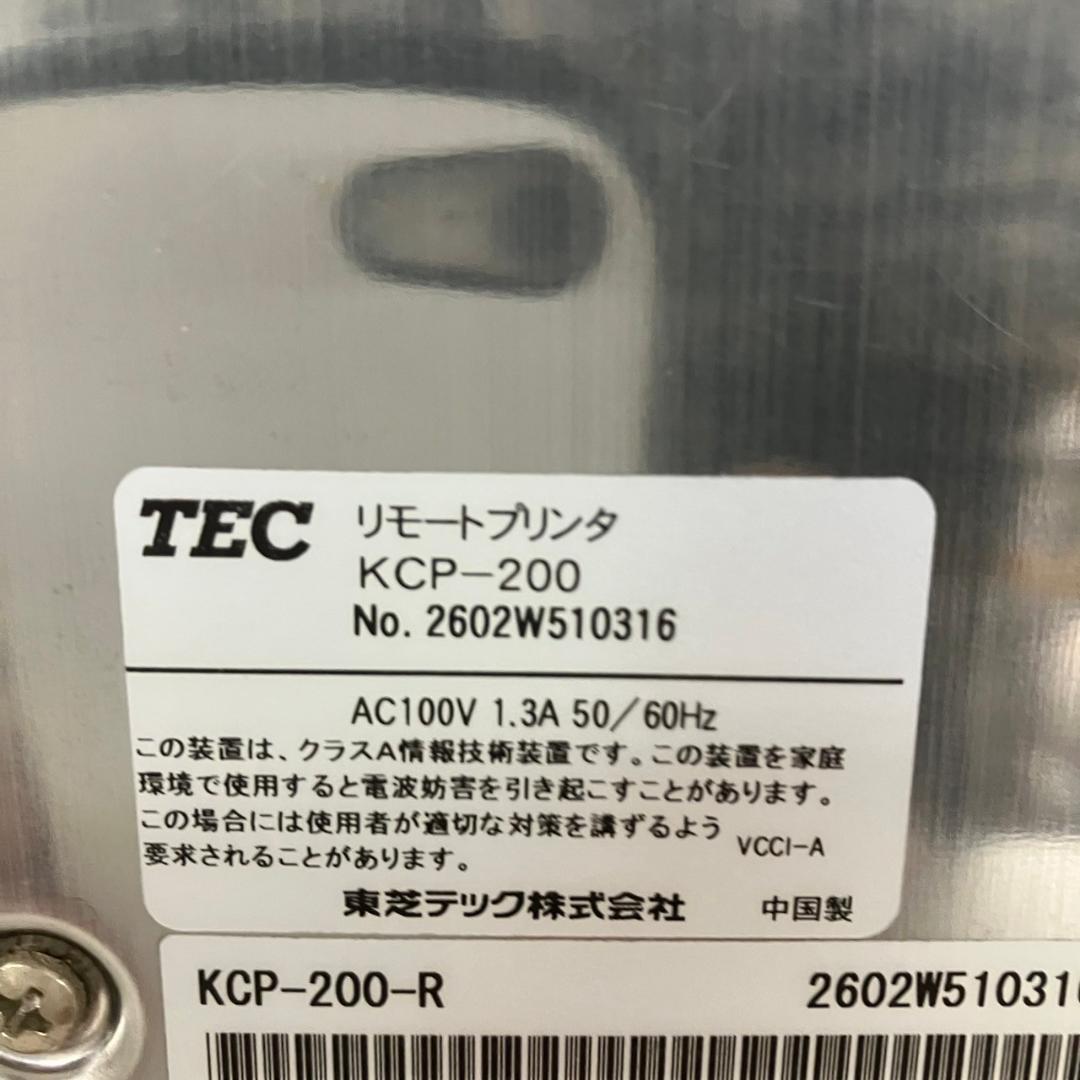 TEC リモートプリンタ
KCP-200
No. 2602W510316
AC100V 1.3A 50/60Hz
この装置は、クラスA情報技術装置です。この装置を家庭
環境で使用すると電波妨害を引き起こすことがあります。
この場合には使用者が適切な対策を講ずるよう
要求されることがあります。 VCCI-A
東芝テック株式会社 中国製
KCP-200-R 2602W510316